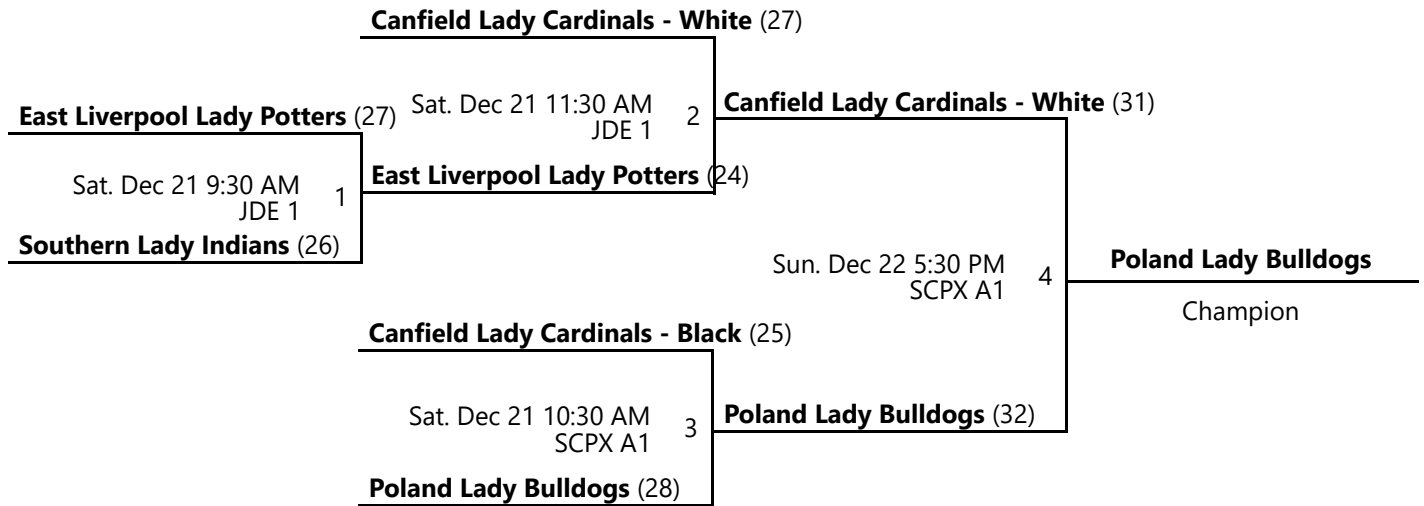 Canfield Lady Cardinals - White (27)
East Liverpool Lady Potters (27)
Sat. Dec 21 11:30 AM
JDE 1
2
Canfield Lady Cardinals - White (31)
Sat. Dec 21 9:30 AM
JDE 1
1
East Liverpool Lady Potters (24)
Southern Lady Indians (26)
Sun. Dec 22 5:30 PM
SCPX A1
4
Poland Lady Bulldogs
Champion
Canfield Lady Cardinals - Black (25)
Sat. Dec 21 10:30 AM
SCPX A1
3
Poland Lady Bulldogs (32)
Poland Lady Bulldogs (28)